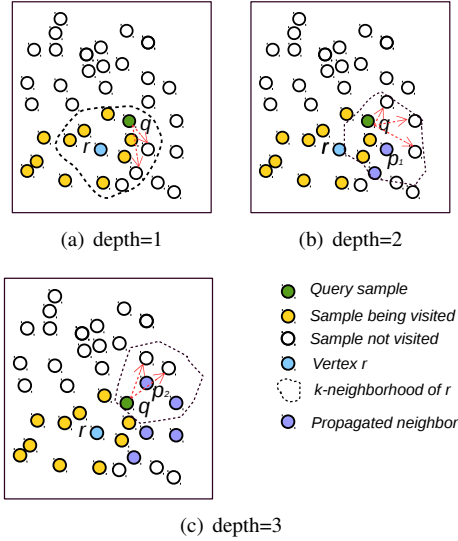 q
r
(a) depth=1
q
r
p1
(b) depth=2
p2
q
r
(c) depth=3
Query sample
Sample being visited
Sample not visited
Vertex r
k-neighborhood of r
Propagated neighbor